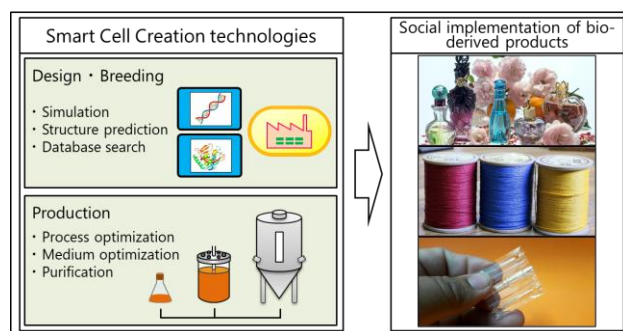 Smart Cell Creation technologies
Design・Breeding
・Simulation
・Structure prediction
・Database search
Production
・Process optimization
・Medium optimization
・Purification
Social implementation of bio-
derived products